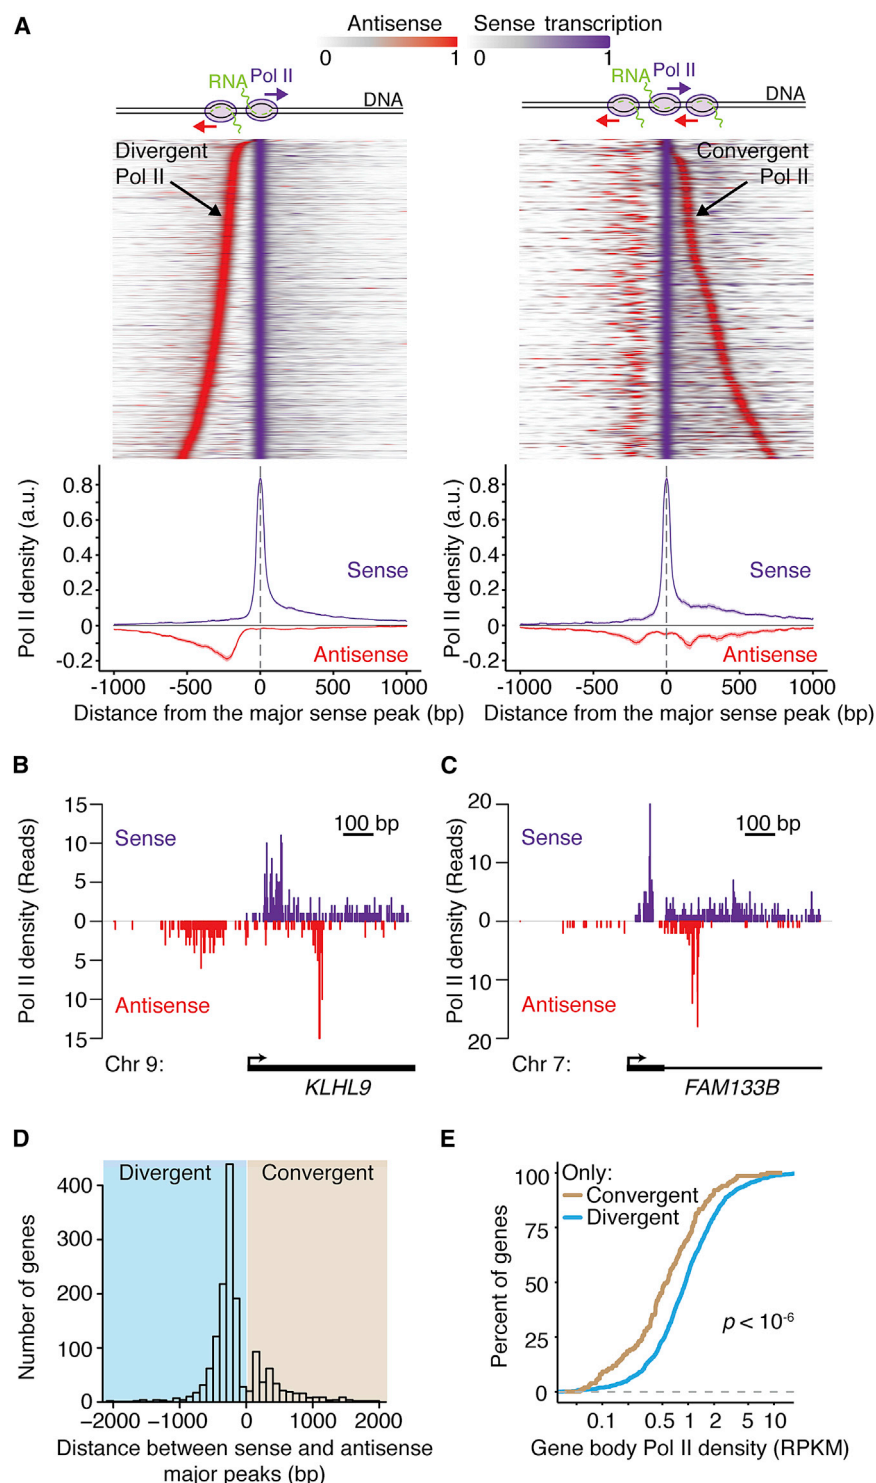 A
Antisense
Sense transcription
0 1
0 1
RNA
Pol II
DNA
RNA
Pol II
DNA
Divergent
Pol II
Convergent
Pol II
Pol II density (a.u.)
0.8
0.6
0.4
0.2
0
-0.2
Sense
Antisense
-1000 -500 0 500 1000
Distance from the major sense peak (bp)
Pol II density (a.u.)
0.8
0.6
0.4
0.2
0
-0.2
Sense
Antisense
-1000 -500 0 500 1000
Distance from the major sense peak (bp)
B
Pol II density (Reads)
15
10
5
0
5
10
15
Sense
100 bp
Antisense
Chr 9:
KLHL9
C
Pol II density (Reads)
20
10
0
10
20
Sense
100 bp
Antisense
Chr 7:
FAM133B
D
Number of genes
400
300
200
100
0
Divergent
Convergent
−2000 −1000 0 1000 2000
Distance between sense and antisense
major peaks (bp)
E
Percent of genes
100
75
50
25
0
Only:
Convergent
Divergent
p < 10-6
0.1 0.5 1 2 5 10
Gene body Pol II density (RPKM)